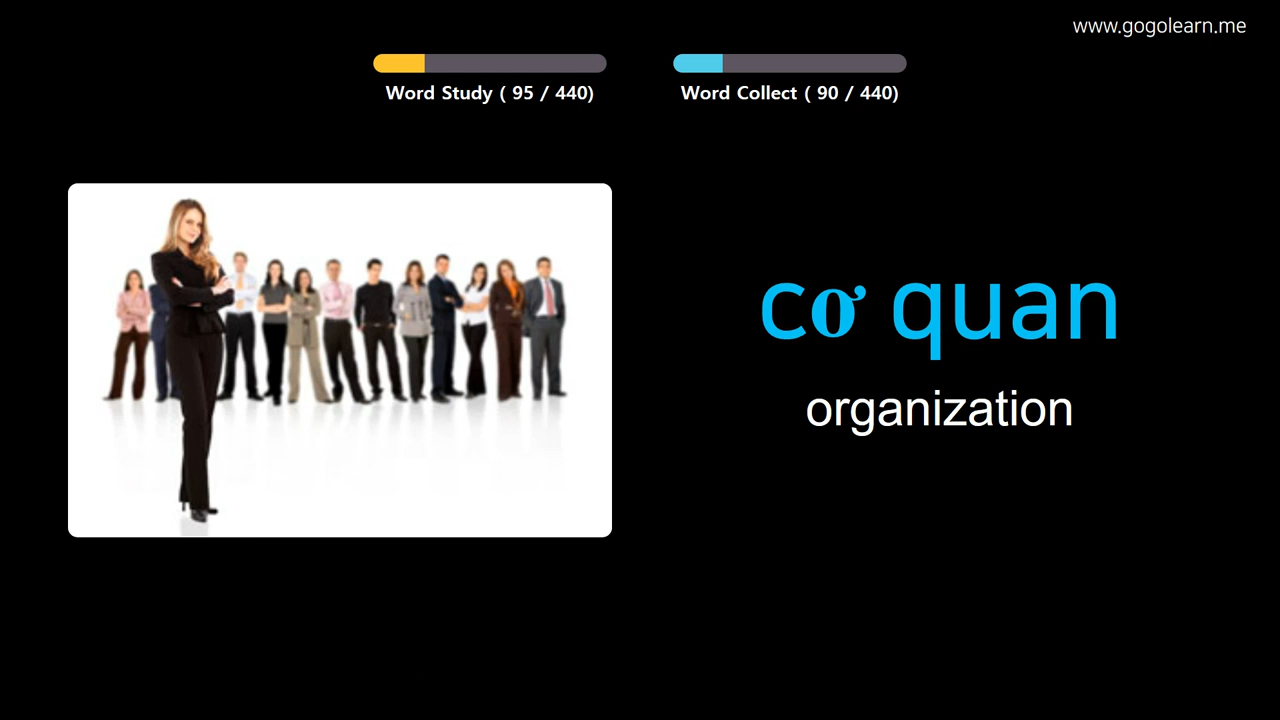 www.gogolearn.me
Word Study ( 95 / 440)
Word Collect ( 90 / 440)
cơ quan
organization